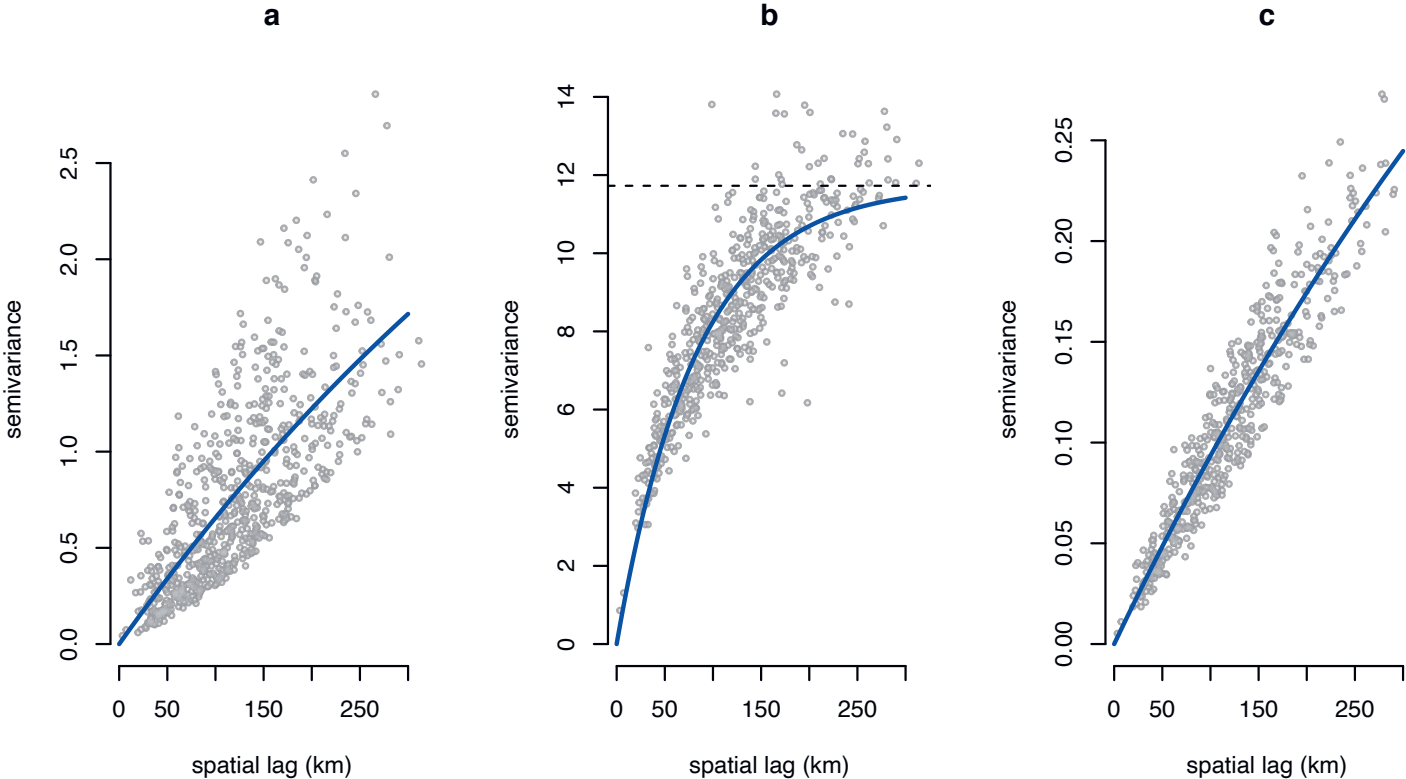 a
semivariance
0.0 0.5 1.0 1.5 2.0 2.5
0 50 150 250
spatial lag (km)
b
semivariance
0 2 4 6 8 10 12 14
0 50 150 250
spatial lag (km)
c
semivariance
0.00 0.05 0.10 0.15 0.20 0.25
0 50 150 250
spatial lag (km)